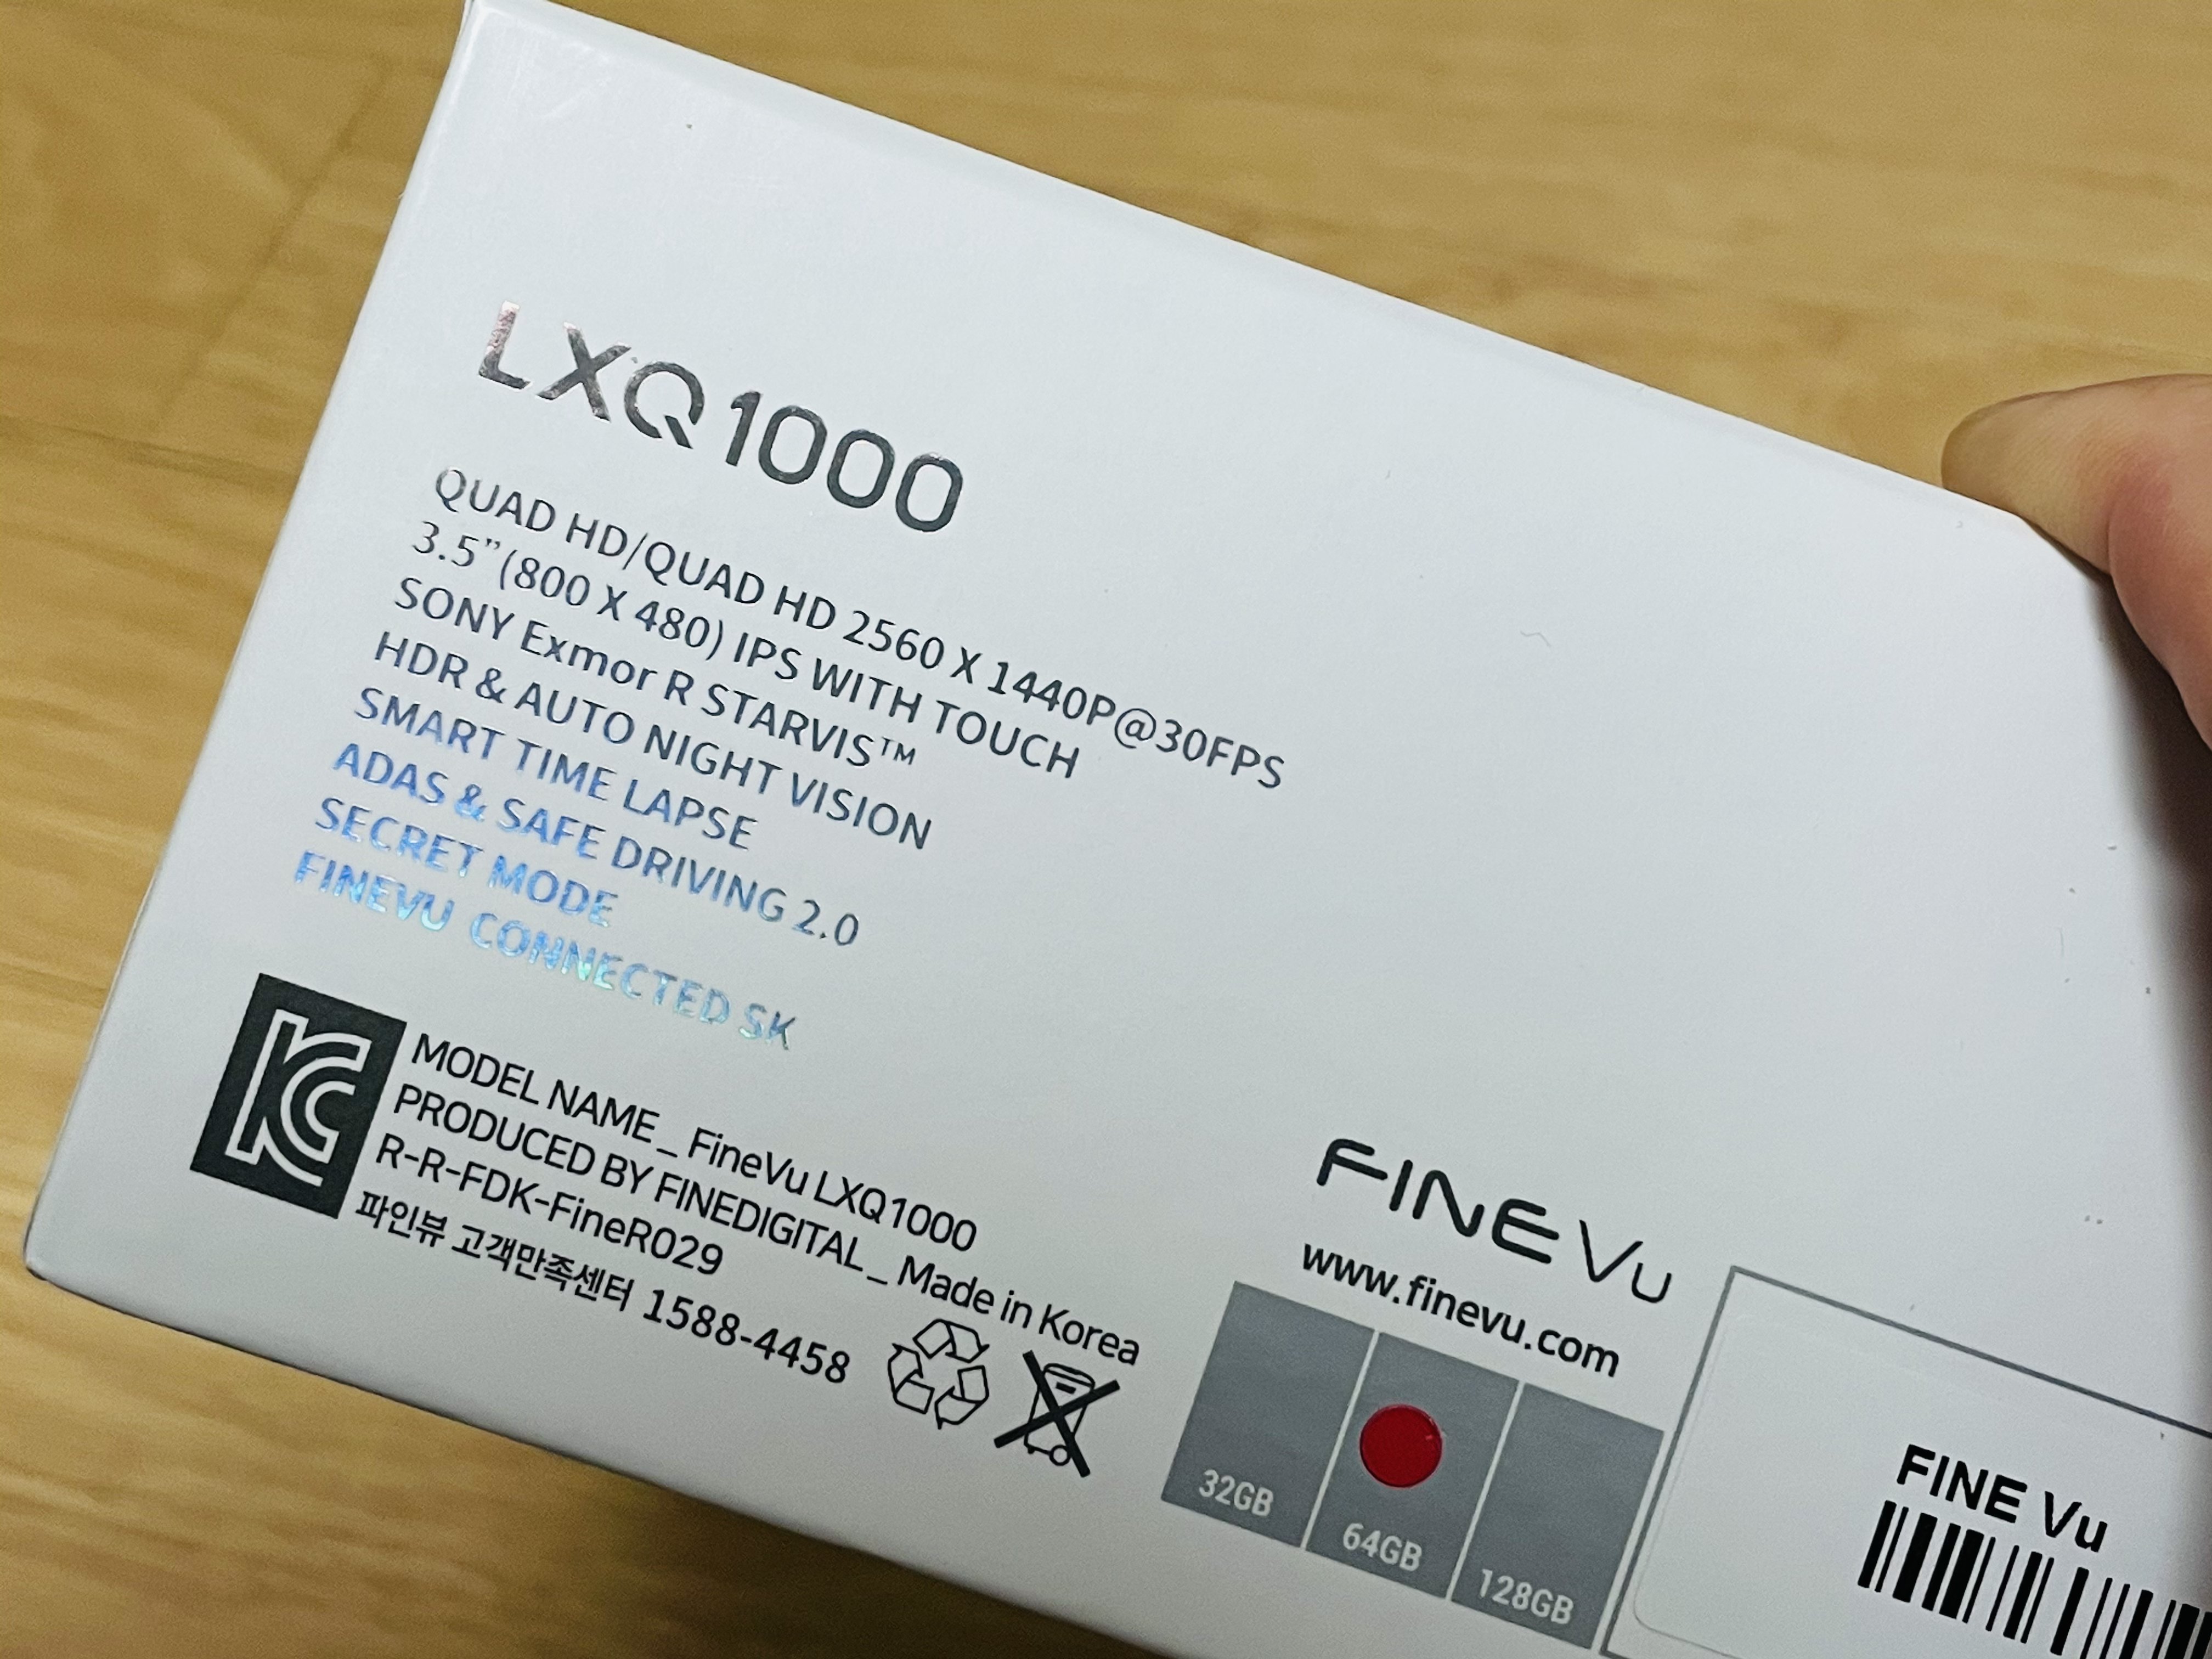 LXQ1000
QUAD HD/QUAD HD 2560 X 1440P@30FPS
3.5”(800 X 480) IPS WITH TOUCH
SONY Exmor R STARVIS™
HDR & AUTO NIGHT VISION
SMART TIME LAPSE
ADAS & SAFE DRIVING 2.0
SECRET MODE
FINEVU CONNECTED SK
MODEL NAME_ FineVu LXQ1000
PRODUCED BY FINEDIGITAL_ Made in Korea
R-R-FDK-FineR029
파인뷰 고객만족센터 1588-4458
FINEVu
www.finevu.com
32GB
64GB
128GB
FINE Vu